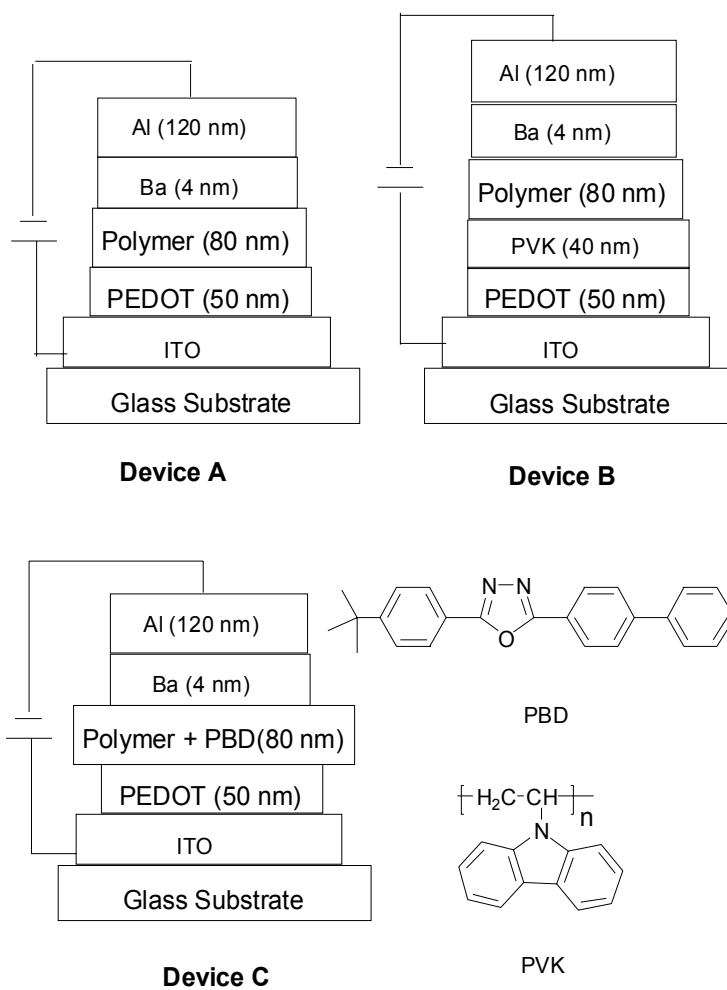 Al (120 nm)
Ba (4 nm)
Polymer (80 nm)
PEDOT (50 nm)
ITO
Glass Substrate
Device A
Al (120 nm)
Ba (4 nm)
Polymer (80 nm)
PVK (40 nm)
PEDOT (50 nm)
ITO
Glass Substrate
Device B
Al (120 nm)
Ba (4 nm)
Polymer + PBD(80 nm)
PEDOT (50 nm)
ITO
Glass Substrate
Device C
N N
O
PBD
H2C-CH
n
N
PVK